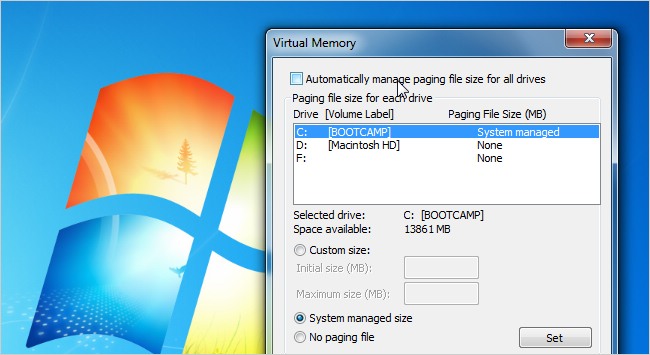 Virtual Memory
Automatically manage paging file size for all drives
Paging file size for each drive
Drive [Volume Label] Paging File Size (MB)
C: [BOOTCAMP] System managed
D: [Macintosh HD] None
F: None
Selected drive: C: [BOOTCAMP]
Space available: 13861 MB
Custom size:
Initial size (MB):
Maximum size (MB):
System managed size
No paging file Set